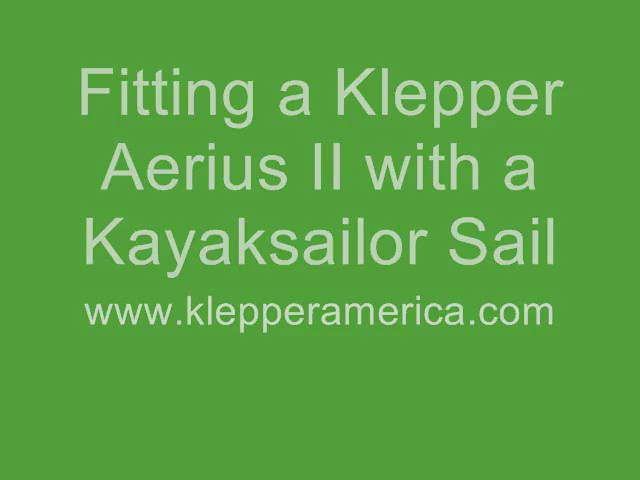 Fitting a Klepper
Aerius II with a
Kayaksailor Sail
www.klepperamerica.com